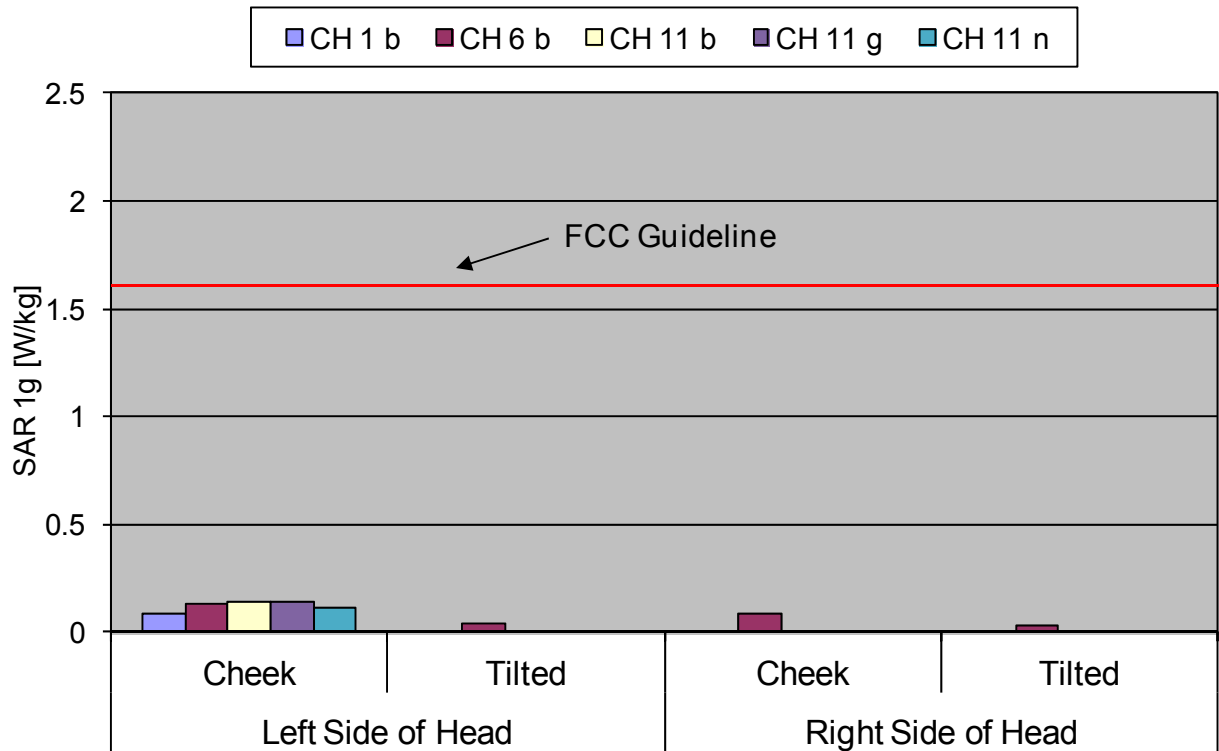 CH 1 b CH 6 b CH 11 b CH 11 g CH 11 n
2.5
2
FCC Guideline
1.5
SAR 1g [W/kg]
1
0.5
0
Cheek Tilted Cheek Tilted
Left Side of Head Right Side of Head